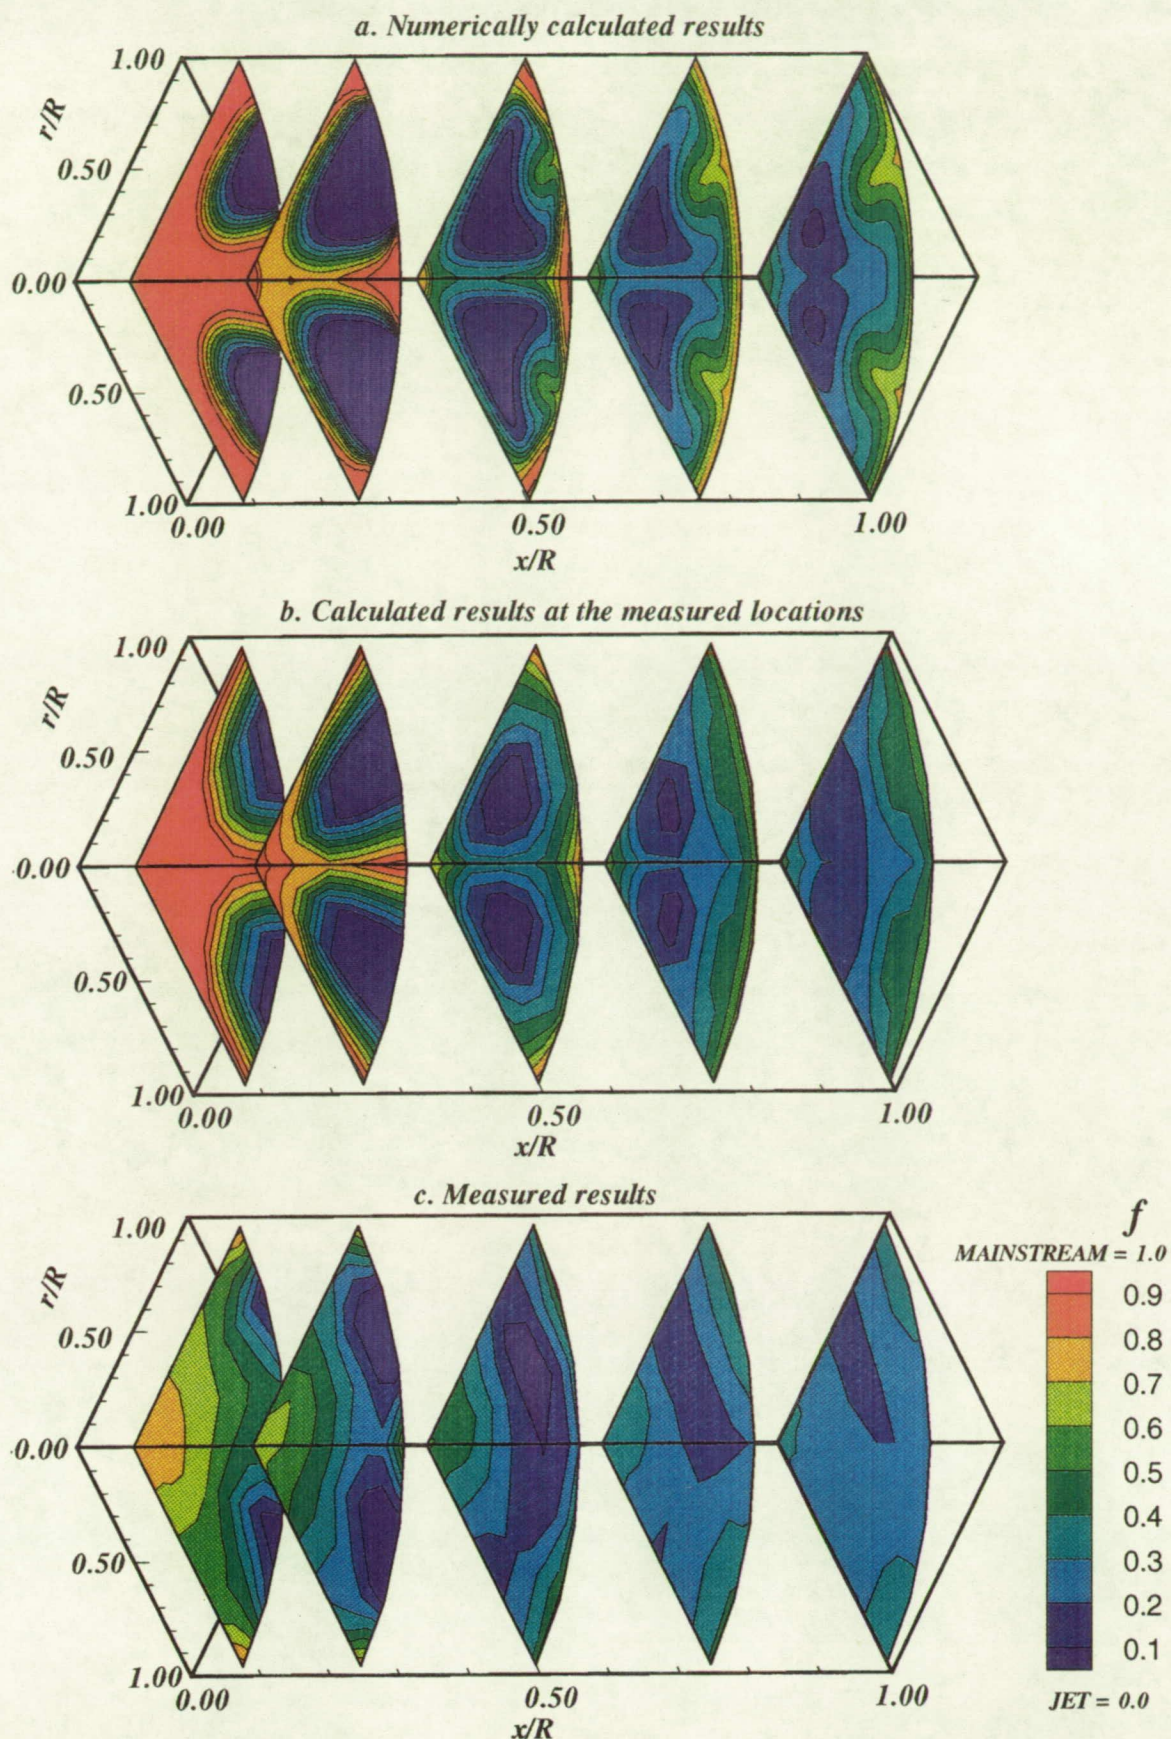 a. Numerically calculated results
1.00
r/R
0.50
0.00
0.50
1.00
0.00
0.50
1.00
x/R
b. Calculated results at the measured locations
1.00
r/R
0.50
0.00
0.50
1.00
0.00
0.50
1.00
x/R
c. Measured results
1.00
r/R
0.50
0.00
0.50
1.00
0.00
0.50
1.00
x/R
f
MAINSTREAM = 1.0
0.9
0.8
0.7
0.6
0.5
0.4
0.3
0.2
0.1
JET = 0.0